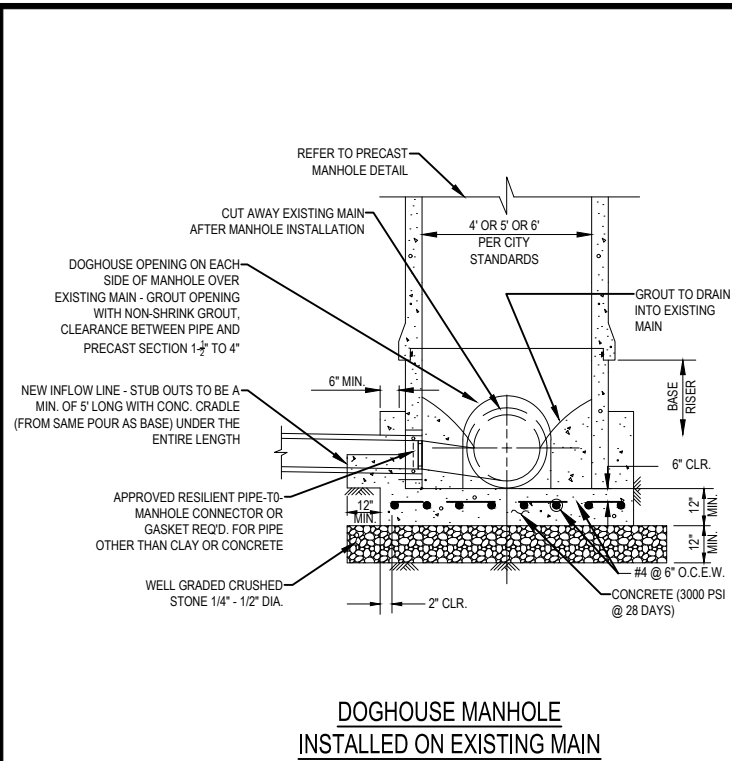 REFER TO PRECAST
MANHOLE DETAIL
CUT AWAY EXISTING MAIN
AFTER MANHOLE INSTALLATION
4' OR 5' OR 6'
PER CITY
STANDARDS
DOGHOUSE OPENING ON EACH
SIDE OF MANHOLE OVER
EXISTING MAIN - GROUT OPENING
WITH NON-SHRINK GROUT,
CLEARANCE BETWEEN PIPE AND
PRECAST SECTION 1-1/2" TO 4"
GROUT TO DRAIN
INTO EXISTING
MAIN
6" MIN.
BASE
RISER
NEW INFLOW LINE - STUB OUTS TO BE A
MIN. OF 5' LONG WITH CONC. CRADLE
(FROM SAME POUR AS BASE) UNDER THE
ENTIRE LENGTH
6" CLR.
APPROVED RESILIENT PIPE-T0-
MANHOLE CONNECTOR OR
GASKET REQ'D. FOR PIPE
OTHER THAN CLAY OR CONCRETE
12"
MIN.
12"
MIN.
12"
MIN.
WELL GRADED CRUSHED
STONE 1/4" - 1/2" DIA.
2" CLR.
#4 @ 6" O.C.E.W.
CONCRETE (3000 PSI
@ 28 DAYS)
DOGHOUSE MANHOLE
INSTALLED ON EXISTING MAIN